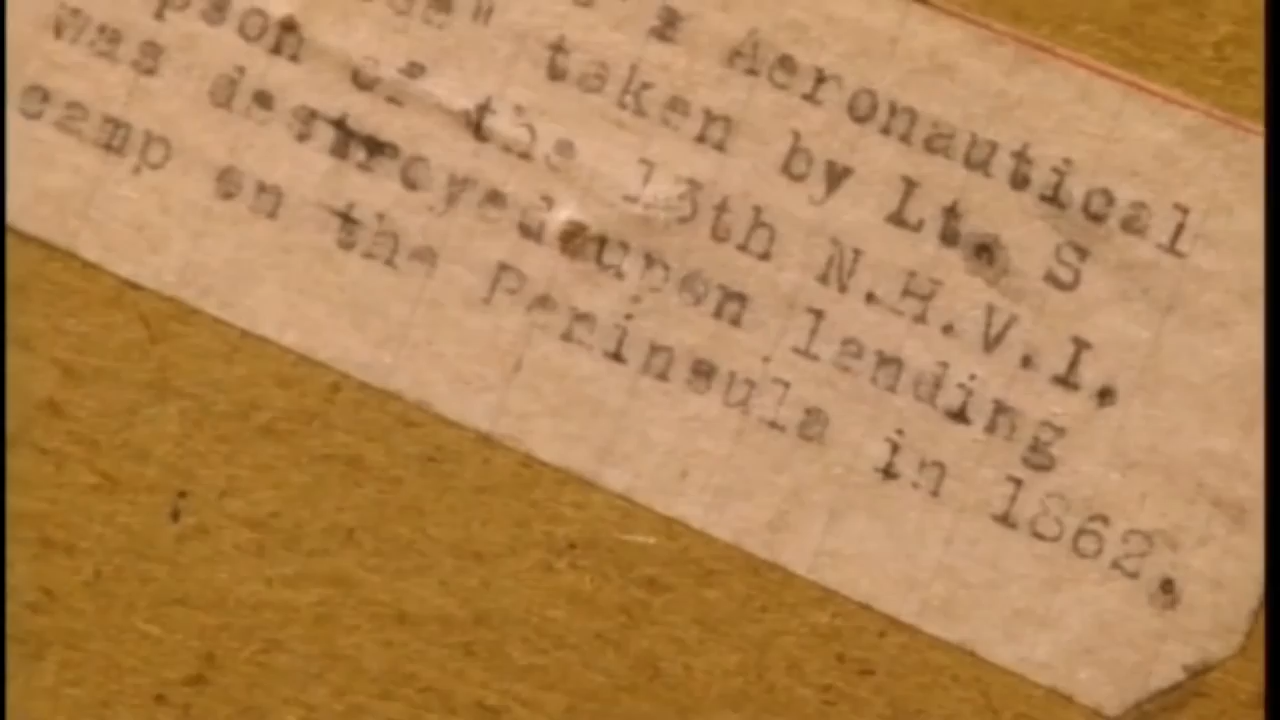 Aeronautical
taken by Lt. S
pson of the 13th N.H.V.I.
was destroyed upon landing
camp on the Peninsula in 1862.